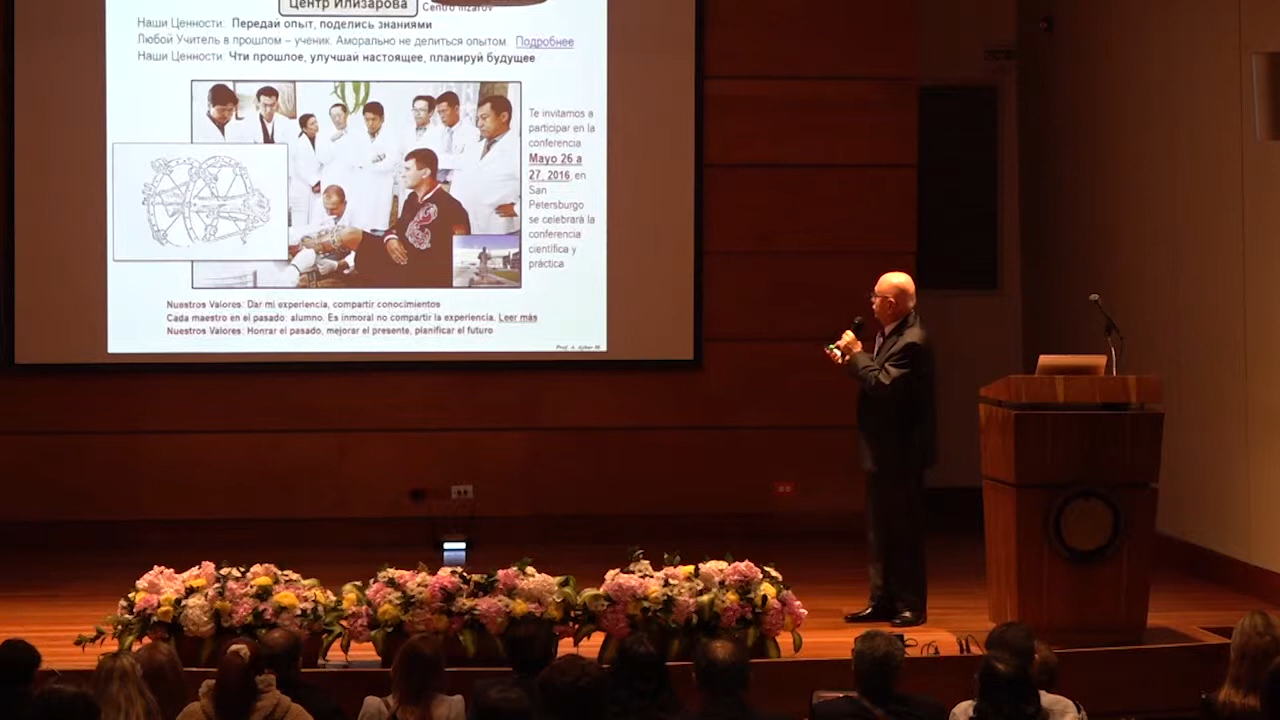 Центр Илизарова
Centro Ilizarov
Наши Ценности: Передай опыт, поделись знаниями
Любой Учитель в прошлом – ученик. Аморально не делиться опытом. Подробнее
Наши Ценности: Чти прошлое, улучшай настоящее, планируй будущее
Te invitamos a
participar en la
conferencia
Mayo 26 a
27, 2016, en
San
Petersburgo
se celebrará la
conferencia
científica y
práctica
Nuestros Valores: Dar mi experiencia, compartir conocimientos
Cada maestro en el pasado: alumno. Es inmoral no compartir la experiencia. Leer más
Nuestros Valores: Honrar el pasado, mejorar el presente, planificar el futuro